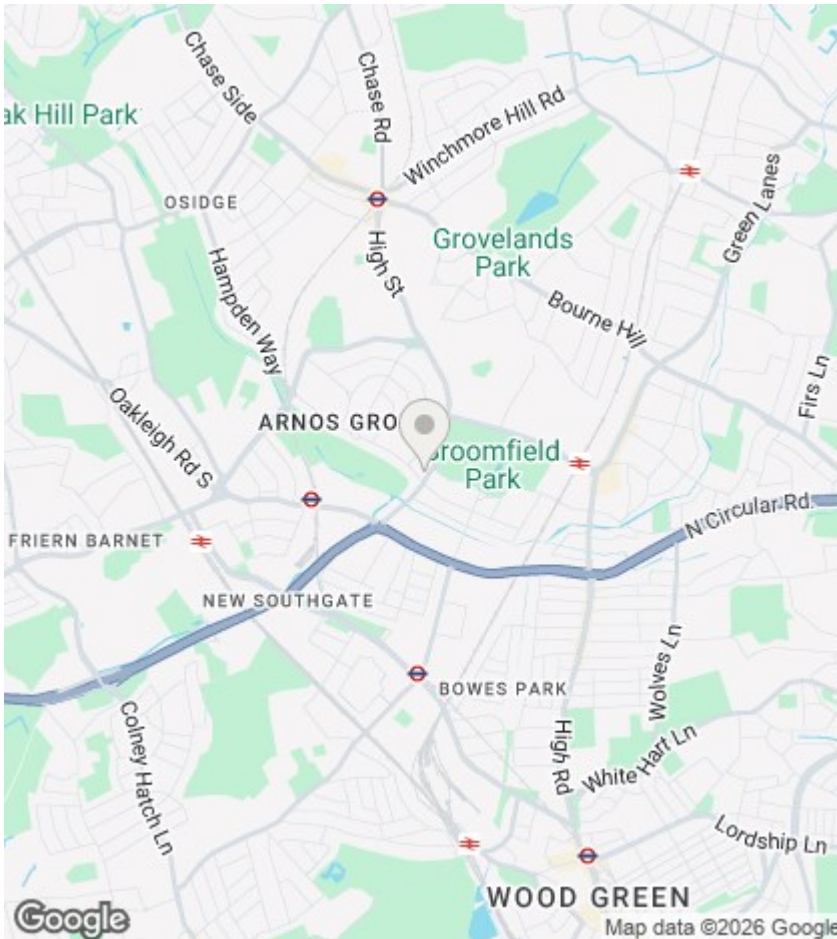 Chase Side
Chase Rd
Winchmore Hill Rd
ak Hill Park
OSIDGE
Green Lanes
High St
Grovelands
Park
Hampden Way
Bourne Hill
Firs Ln
Oakleigh Rd S
ARNOS GRO
roomfield
Park
N Circular Rd.
FRIERN BARNET
NEW SOUTHGATE
Wolves Ln
BOWES PARK
Colney Hatch Ln
High Rd
White Hart Ln
Lordship Ln
WOOD GREEN
Google
Map data ©2026 Google